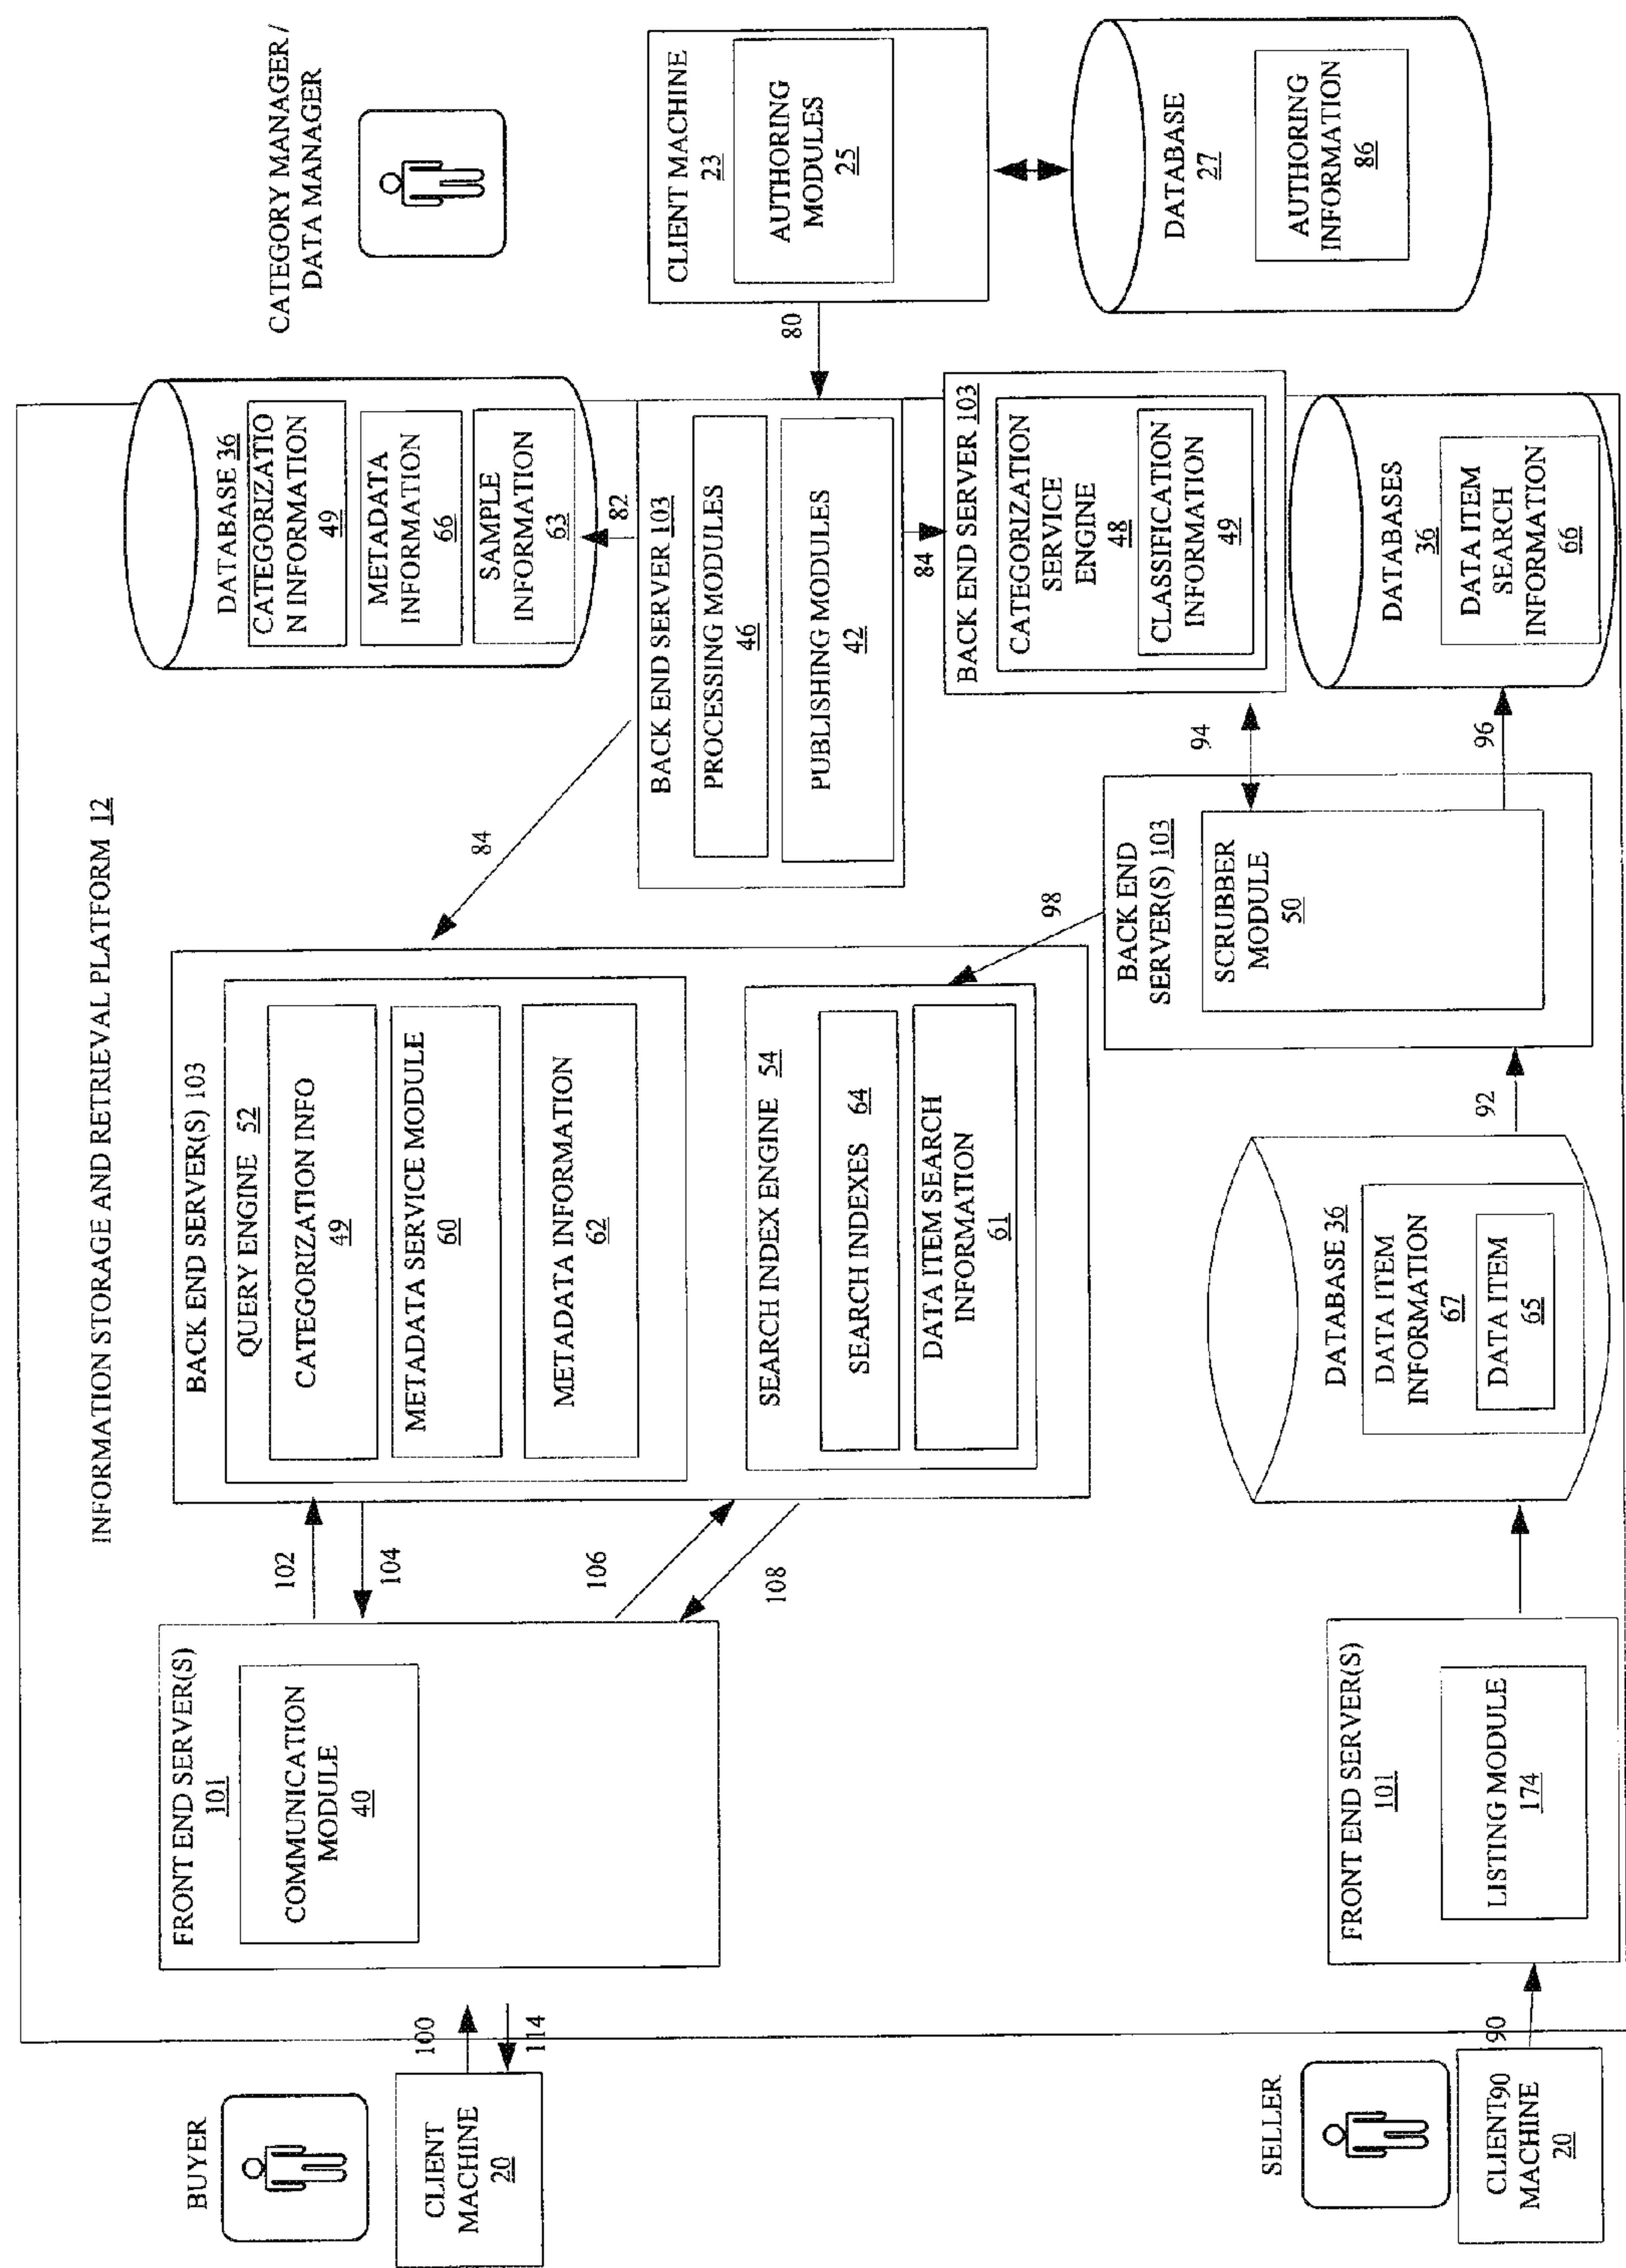 INFORMATION STORAGE AND RETRIEVAL PLATFORM 12
BUYER
CLIENT
MACHINE
20
100
114
FRONT END SERVER(S)
101
COMMUNICATION
MODULE
40
102
104
106
108
BACK END SERVER(S) 103
QUERY ENGINE 52
CATEGORIZATION INFO
49
METADATA SERVICE MODULE
60
METADATA INFORMATION
62
SEARCH INDEX ENGINE 54
SEARCH INDEXES 64
DATA ITEM SEARCH
INFORMATION
61
84
DATABASE 36
CATEGORIZATIO
N INFORMATION
49
METADATA
INFORMATION
66
SAMPLE
INFORMATION
63
82
BACK END SERVER 103
PROCESSING MODULES
46
PUBLISHING MODULES
42
84
80
CATEGORY MANAGER /
DATA MANAGER
CLIENT MACHINE
23
AUTHORING
MODULES
25
DATABASE
27
AUTHORING
INFORMATION
86
BACK END SERVER 103
CATEGORIZATION
SERVICE
ENGINE
48
CLASSIFICATION
INFORMATION
49
94
98
BACK END
SERVER(S) 103
SCRUBBER
MODULE
50
96
DATABASES
36
DATA ITEM
SEARCH
INFORMATION
66
SELLER
CLIENT90
MACHINE
20
90
FRONT END SERVER(S)
101
LISTING MODULE
174
DATABASE 36
DATA ITEM
INFORMATION
67
DATA ITEM
65
92